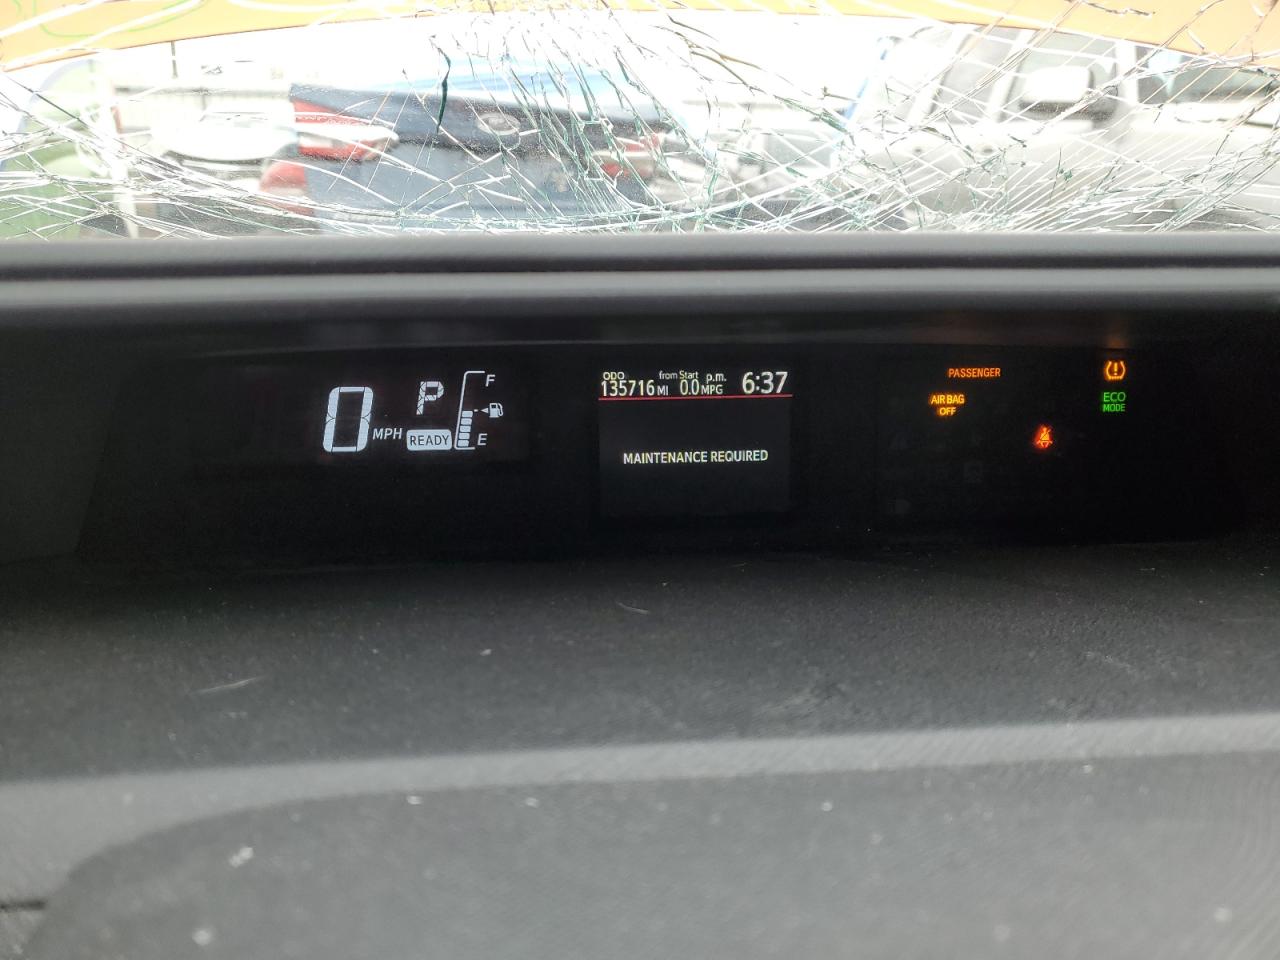 0 MPH
P
READY
F
E
ODO
135716 MI
from Start
0.0 MPG
p.m.
6:37
MAINTENANCE REQUIRED
PASSENGER
AIR BAG
OFF
ECO
MODE